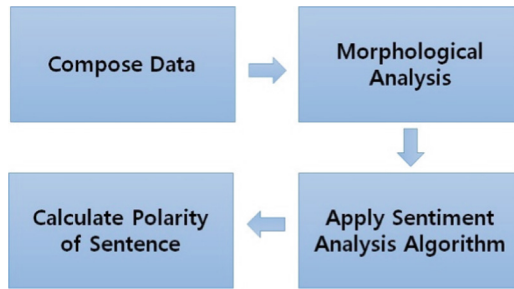 Compose Data
Morphological
Analysis
Apply Sentiment
Analysis Algorithm
Calculate Polarity
of Sentence